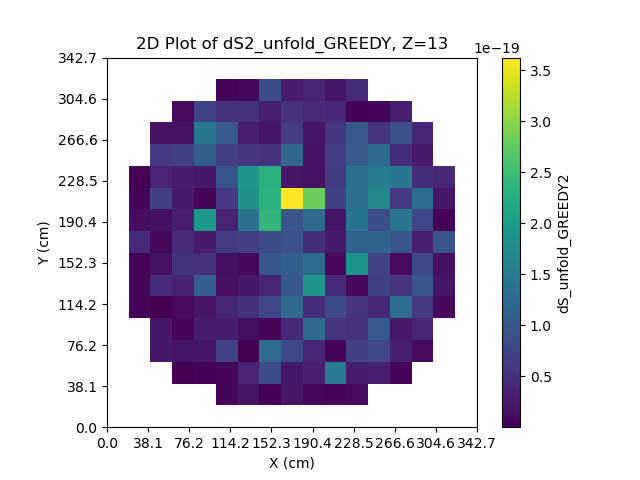 2D Plot of dS2_unfold_GREEDY, Z=13
1e−19
342.7
304.6
266.6
228.5
190.4
152.3
114.2
76.2
38.1
0.0
Y (cm)
0.0 38.1 76.2 114.2 152.3 190.4 228.5 266.6 304.6 342.7
X (cm)
3.5
3.0
2.5
2.0
1.5
1.0
0.5
dS_unfold_GREEDY2